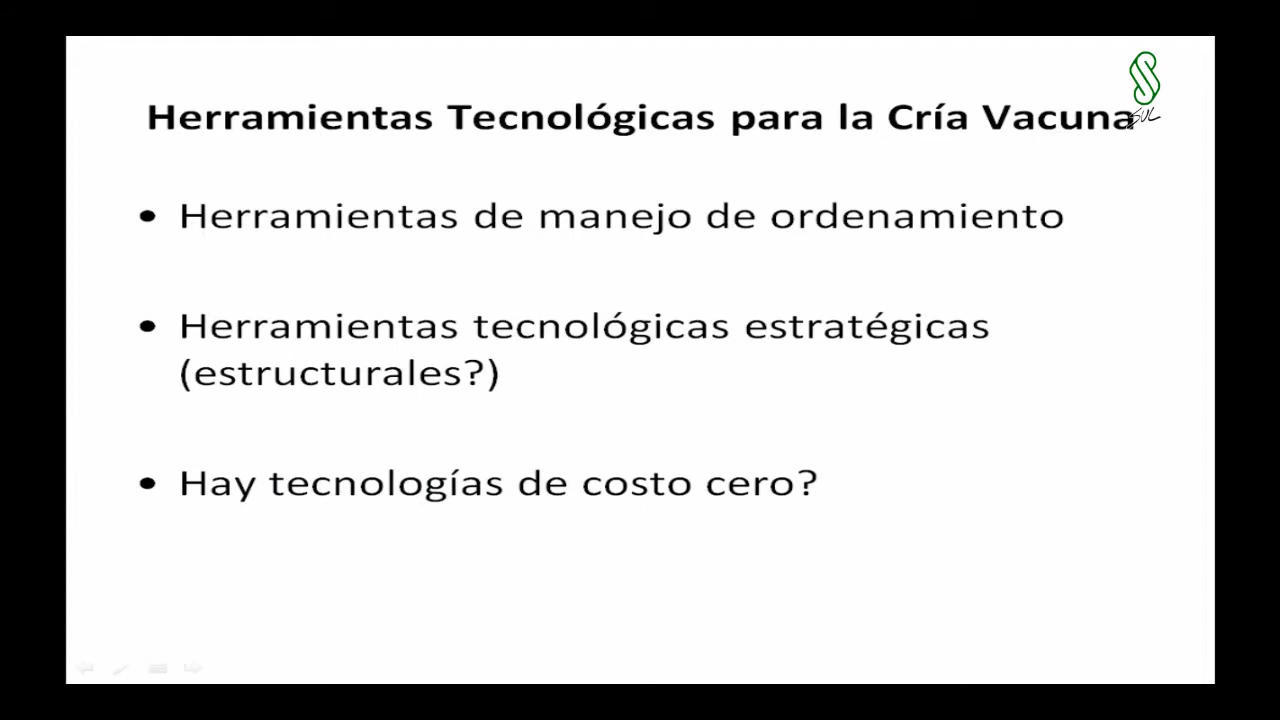 SUL
Herramientas Tecnológicas para la Cría Vacuna
• Herramientas de manejo de ordenamiento
• Herramientas tecnológicas estratégicas
(estructurales?)
• Hay tecnologías de costo cero?